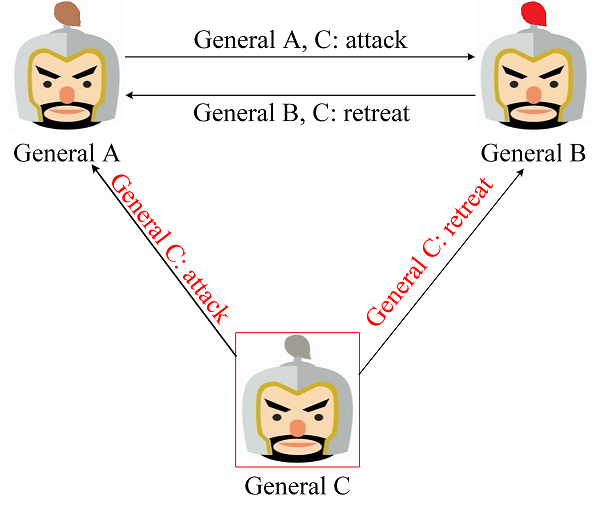 General A, C: attack
General B, C: retreat
General A
General B
General C: attack
General C: retreat
General C